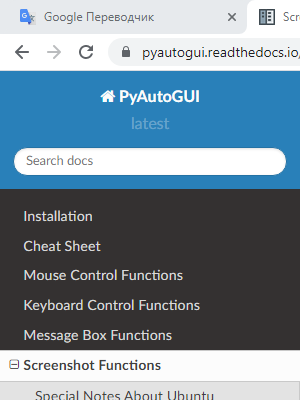 Google Переводчик
Scr
pyautogui.readthedocs.io/
PyAutoGUI
latest
Search docs
Installation
Cheat Sheet
Mouse Control Functions
Keyboard Control Functions
Message Box Functions
Screenshot Functions
Special Notes About Ubuntu